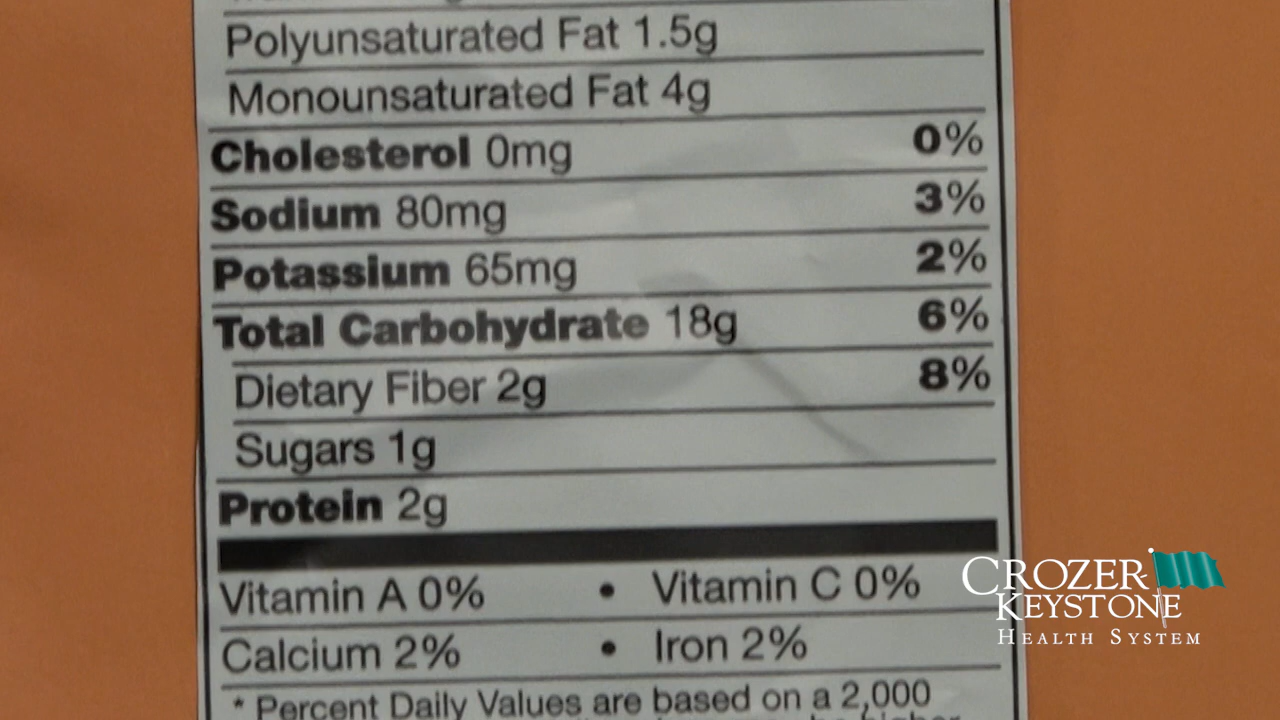 Polyunsaturated Fat 1.5g
Monounsaturated Fat 4g
Cholesterol 0mg 0%
Sodium 80mg 3%
Potassium 65mg 2%
Total Carbohydrate 18g 6%
Dietary Fiber 2g 8%
Sugars 1g
Protein 2g
Vitamin A 0% • Vitamin C 0%
Calcium 2% • Iron 2%
* Percent Daily Values are based on a 2,000
CROZER
KEYSTONE
HEALTH SYSTEM